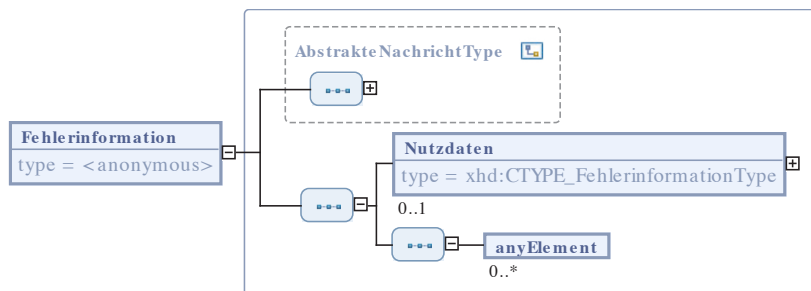 AbstrakteNachrichtType
Fehlerinformation
type = <anonymous>
Nutzdaten
type = xhd:CTYPE_FehlerinformationType
0..1
anyElement
0..*